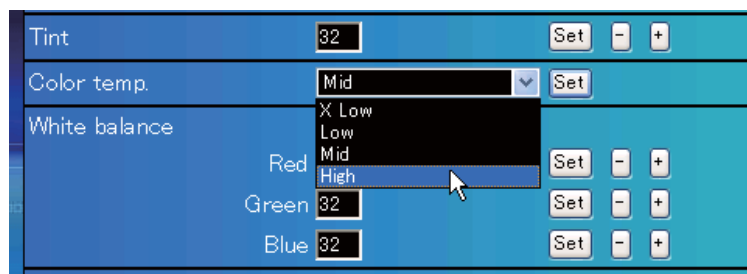 Tint 32 Set - +
Color temp. Mid Set
X Low
White balance Low
Red Mid Set - +
High
Green 32 Set - +
Blue 32 Set - +